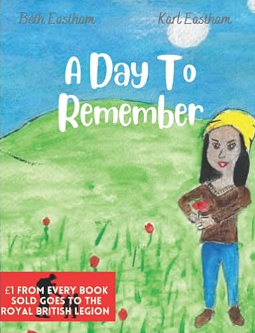 Beth Eastham Karl Eastham
A Day To
Remember
£1 FROM EVERY BOOK
SOLD GOES TO THE
ROYAL BRITISH LEGION